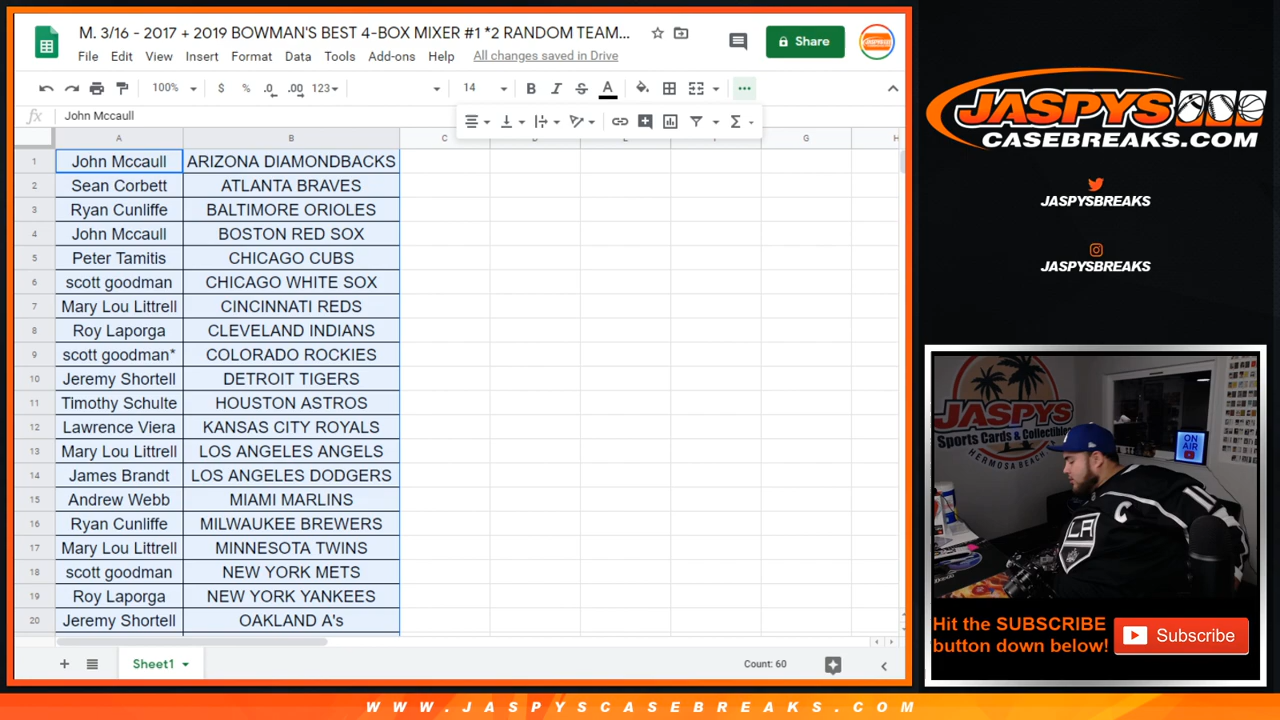 M. 3/16 - 2017 + 2019 BOWMAN'S BEST 4-BOX MIXER #1 *2 RANDOM TEAM...
Share
File Edit View Insert Format Data Tools Add-ons Help All changes saved in Drive
100% $ % .0 .00 123 14 B I S A
fx John Mccaull
A B C D E F G H
1 John Mccaull ARIZONA DIAMONDBACKS
2 Sean Corbett ATLANTA BRAVES
3 Ryan Cunliffe BALTIMORE ORIOLES
4 John Mccaull BOSTON RED SOX
5 Peter Tamitis CHICAGO CUBS
6 scott goodman CHICAGO WHITE SOX
7 Mary Lou Littrell CINCINNATI REDS
8 Roy Laporga CLEVELAND INDIANS
9 scott goodman* COLORADO ROCKIES
10 Jeremy Shortell DETROIT TIGERS
11 Timothy Schulte HOUSTON ASTROS
12 Lawrence Viera KANSAS CITY ROYALS
13 Mary Lou Littrell LOS ANGELES ANGELS
14 James Brandt LOS ANGELES DODGERS
15 Andrew Webb MIAMI MARLINS
16 Ryan Cunliffe MILWAUKEE BREWERS
17 Mary Lou Littrell MINNESOTA TWINS
18 scott goodman NEW YORK METS
19 Roy Laporga NEW YORK YANKEES
20 Jeremy Shortell OAKLAND A's
Sheet1
Count: 60
JASPYS
CASEBREAKS.COM
JASPYSBREAKS
JASPYSBREAKS
JASPYS
Sports Cards & Collectibles
HERMOSA BEACH
ON
AIR
C
LA
Hit the SUBSCRIBE
button down below!
Subscribe
WWW.JASPYSCASEBREAKS.COM